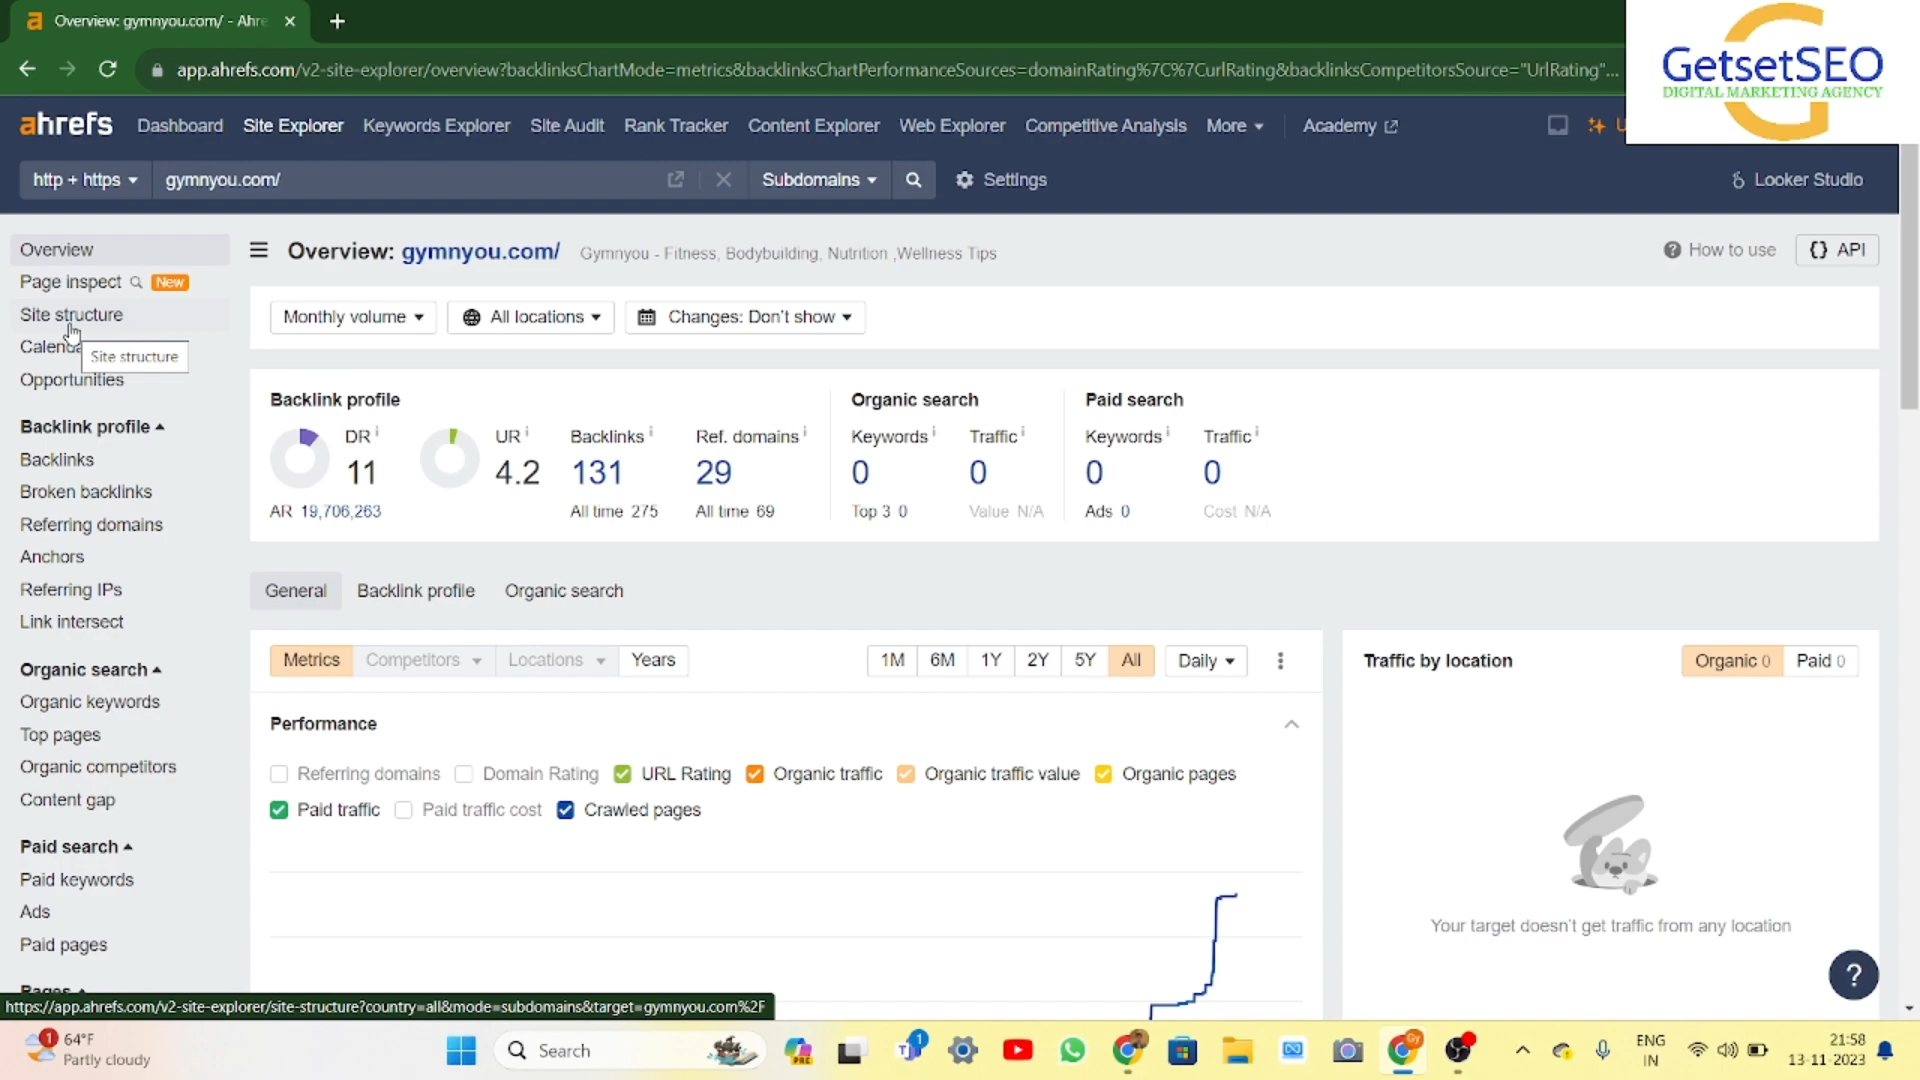 Overview: gymnyou.com/ - Ahre
app.ahrefs.com/v2-site-explorer/overview?backlinksChartMode=metrics&backlinksChartPerformanceSources=domainRating%7C%7CurlRating&backlinksCompetitorsSource="UrlRating"...
GetsetSEO
DIGITAL MARKETING AGENCY
ahrefs Dashboard Site Explorer Keywords Explorer Site Audit Rank Tracker Content Explorer Web Explorer Competitive Analysis More Academy U
http + https gymnyou.com/ Subdomains Settings Looker Studio
Overview
Page inspect New
Site structure
Site structure
Opportunities
Backlink profile
Backlinks
Broken backlinks
Referring domains
Anchors
Referring IPs
Link intersect
Organic search
Organic keywords
Top pages
Organic competitors
Content gap
Paid search
Paid keywords
Ads
Paid pages
Overview: gymnyou.com/ Gymnyou - Fitness, Bodybuilding, Nutrition ,Wellness Tips
How to use {} API
Monthly volume All locations Changes: Don't show
Backlink profile
DR UR Backlinks Ref. domains
11 4.2 131 29
AR 19,706,263 All time 275 All time 69
Organic search
Keywords Traffic
0 0
Top 3 0 Value N/A
Paid search
Keywords Traffic
0 0
Ads 0 Cost N/A
General Backlink profile Organic search
Metrics Competitors Locations Years 1M 6M 1Y 2Y 5Y All Daily
Performance
Referring domains Domain Rating URL Rating Organic traffic Organic traffic value Organic pages
Paid traffic Paid traffic cost Crawled pages
Traffic by location Organic 0 Paid 0
Your target doesn't get traffic from any location
?
https://app.ahrefs.com/v2-site-explorer/site-structure?country=all&mode=subdomains&target=gymnyou.com%2F
1 64°F
Partly cloudy
Search
PRE
1
ENG
IN
21:58
13-11-2023